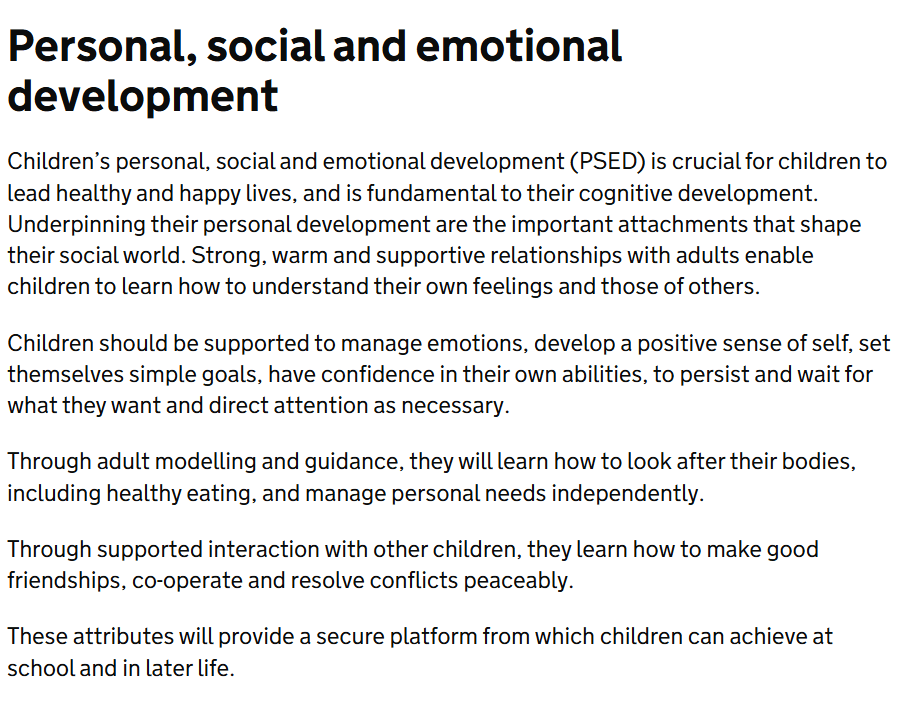 Personal, social and emotional
development
Children’s personal, social and emotional development (PSED) is crucial for children to
lead healthy and happy lives, and is fundamental to their cognitive development.
Underpinning their personal development are the important attachments that shape
their social world. Strong, warm and supportive relationships with adults enable
children to learn how to understand their own feelings and those of others.
Children should be supported to manage emotions, develop a positive sense of self, set
themselves simple goals, have confidence in their own abilities, to persist and wait for
what they want and direct attention as necessary.
Through adult modelling and guidance, they will learn how to look after their bodies,
including healthy eating, and manage personal needs independently.
Through supported interaction with other children, they learn how to make good
friendships, co-operate and resolve conflicts peaceably.
These attributes will provide a secure platform from which children can achieve at
school and in later life.